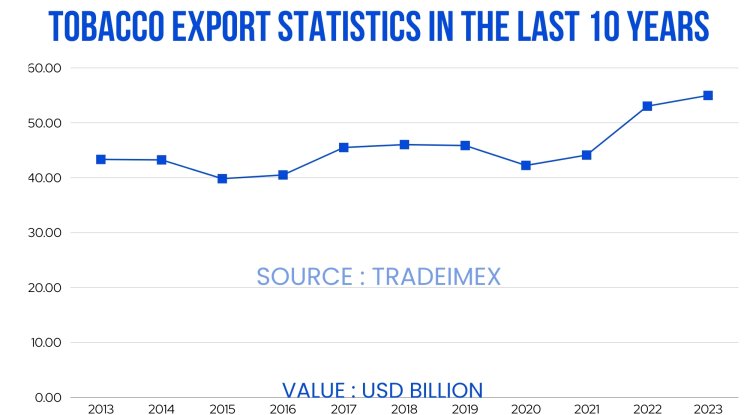 TOBACCO EXPORT STATISTICS IN THE LAST 10 YEARS
60.00
50.00
40.00
30.00
SOURCE : TRADEIMEX
20.00
10.00
VALUE : USD BILLION
0.00
2013 2014 2015 2016 2017 2018 2019 2020 2021 2022 2023